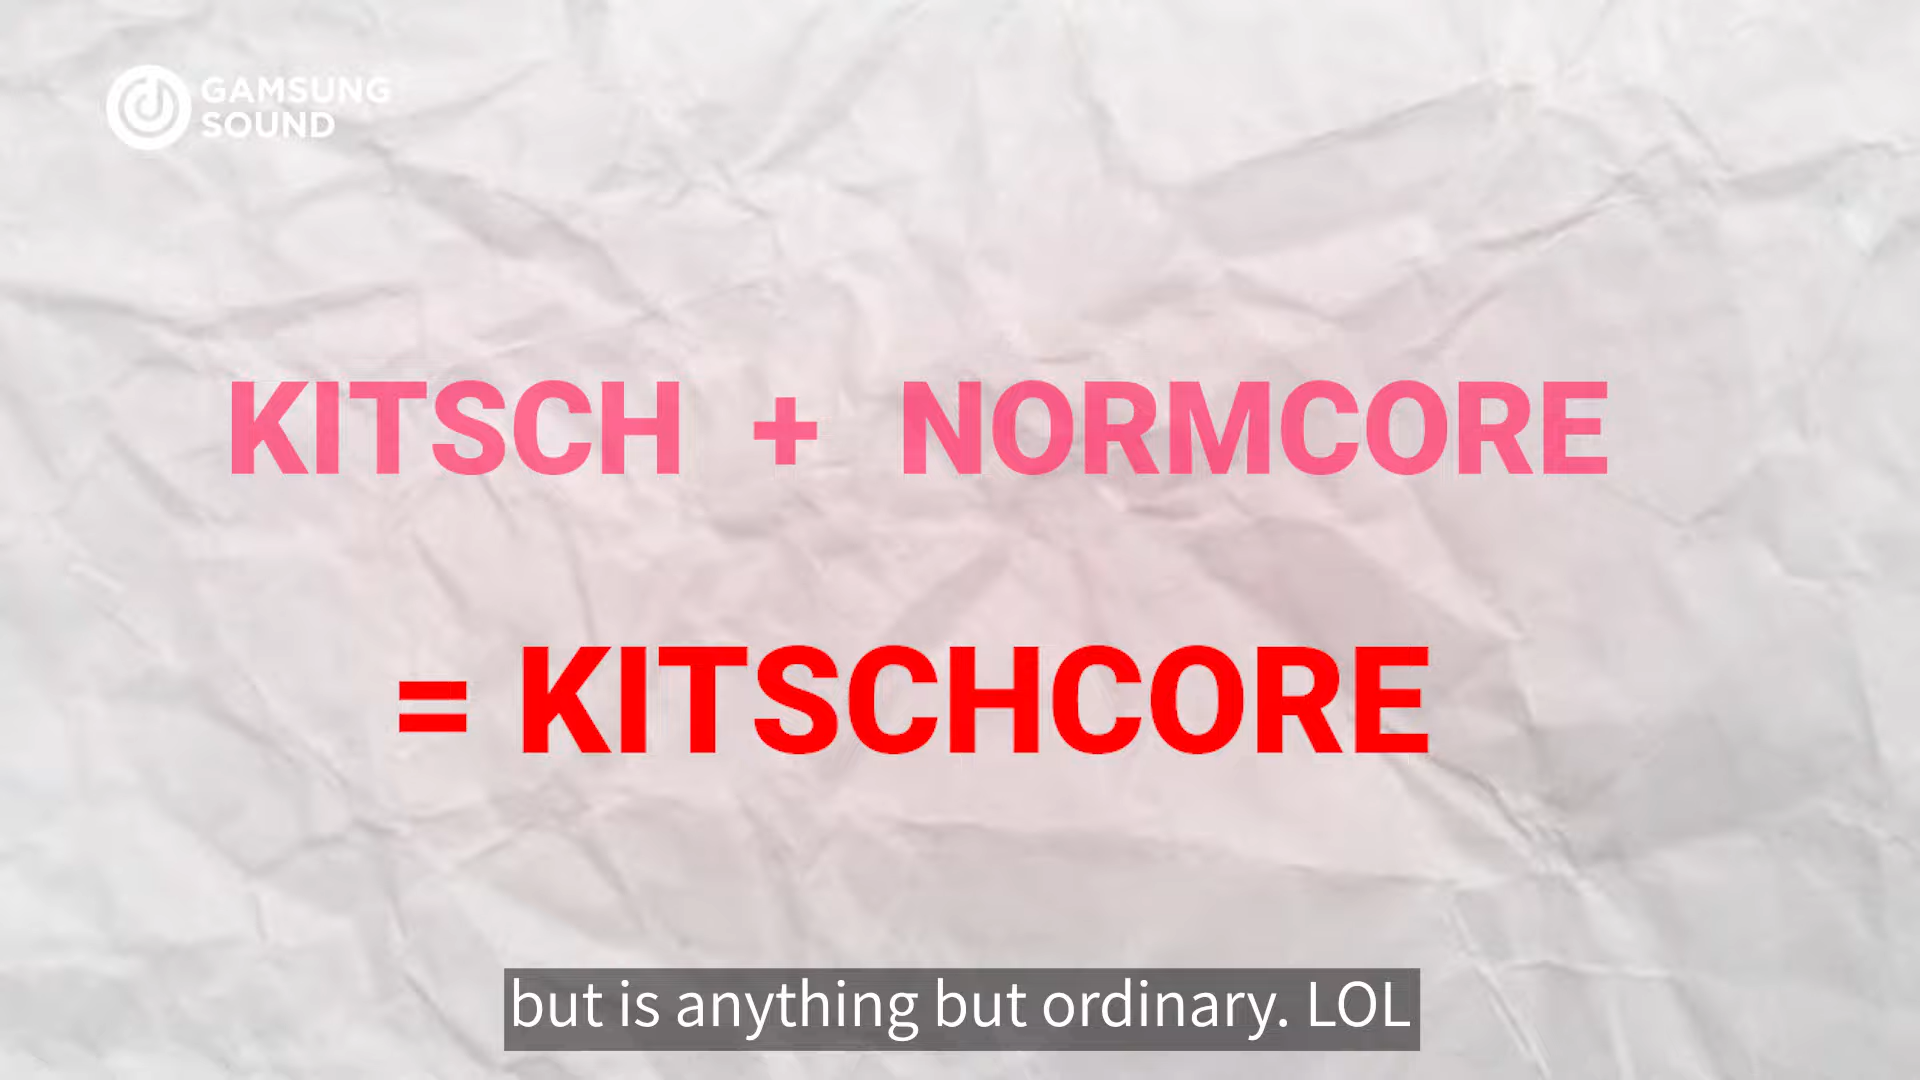 GAMSUNG
SOUND
KITSCH + NORMCORE
= KITSCHCORE
but is anything but ordinary. LOL